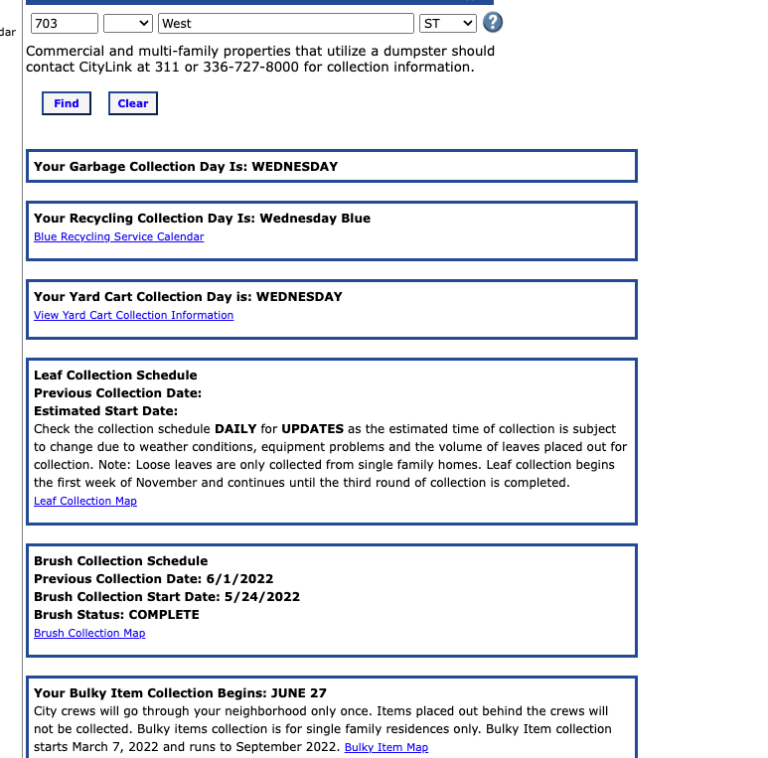 dar
703 West ST ?
Commercial and multi-family properties that utilize a dumpster should
contact CityLink at 311 or 336-727-8000 for collection information.
Find Clear
Your Garbage Collection Day Is: WEDNESDAY
Your Recycling Collection Day Is: Wednesday Blue
Blue Recycling Service Calendar
Your Yard Cart Collection Day is: WEDNESDAY
View Yard Cart Collection Information
Leaf Collection Schedule
Previous Collection Date:
Estimated Start Date:
Check the collection schedule DAILY for UPDATES as the estimated time of collection is subject
to change due to weather conditions, equipment problems and the volume of leaves placed out for
collection. Note: Loose leaves are only collected from single family homes. Leaf collection begins
the first week of November and continues until the third round of collection is completed.
Leaf Collection Map
Brush Collection Schedule
Previous Collection Date: 6/1/2022
Brush Collection Start Date: 5/24/2022
Brush Status: COMPLETE
Brush Collection Map
Your Bulky Item Collection Begins: JUNE 27
City crews will go through your neighborhood only once. Items placed out behind the crews will
not be collected. Bulky items collection is for single family residences only. Bulky Item collection
starts March 7, 2022 and runs to September 2022. Bulky Item Map